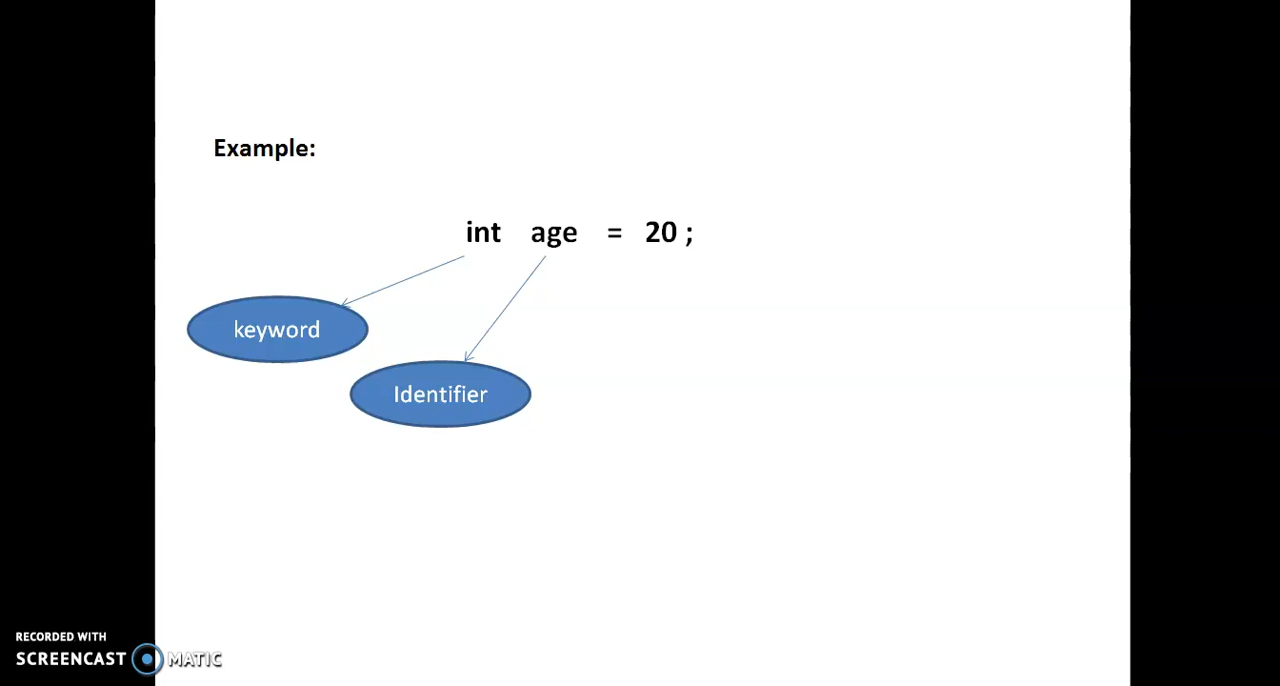 Example:
int age = 20 ;
keyword
Identifier
RECORDED WITH
SCREENCAST MATIC